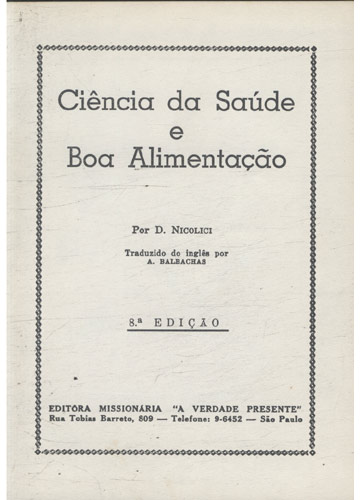 Ciência da Saúde
e
Boa Alimentação
Por D. Nicolici
Traduzido do inglês por
A. BALBACHAS
8.ª EDIÇÃO
EDITÔRA MISSIONÁRIA "A VERDADE PRESENTE"
Rua Tobias Barreto, 809 — Telefone: 9-6452 — São Paulo